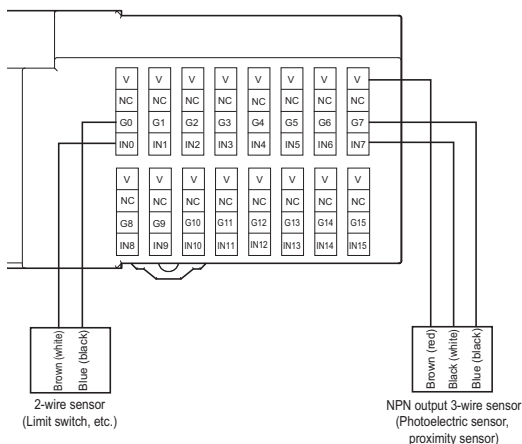 V V V V V V V V
NC NC NC NC NC NC NC NC
G0 G1 G2 G3 G4 G5 G6 G7
IN0 IN1 IN2 IN3 IN4 IN5 IN6 IN7
V V V V V V V V
NC NC NC NC NC NC NC NC
G8 G9 G10 G11 G12 G13 G14 G15
IN8 IN9 IN10 IN11 IN12 IN13 IN14 IN15
Brown (white)
Blue (black)
2-wire sensor
(Limit switch, etc.)
Brown (red)
Black (white)
Blue (black)
NPN output 3-wire sensor
(Photoelectric sensor,
proximity sensor)